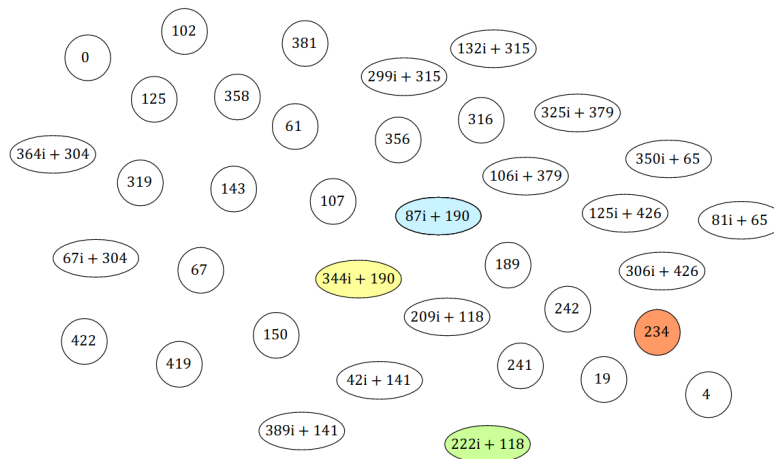 102
381
132i + 315
0
299i + 315
125
358
325i + 379
316
61
356
364i + 304
350i + 65
106i + 379
319
143
107
87i + 190
125i + 426
81i + 65
67i + 304
67
189
306i + 426
344i + 190
242
209i + 118
234
150
422
419
241
42i + 141
19
4
389i + 141
222i + 118